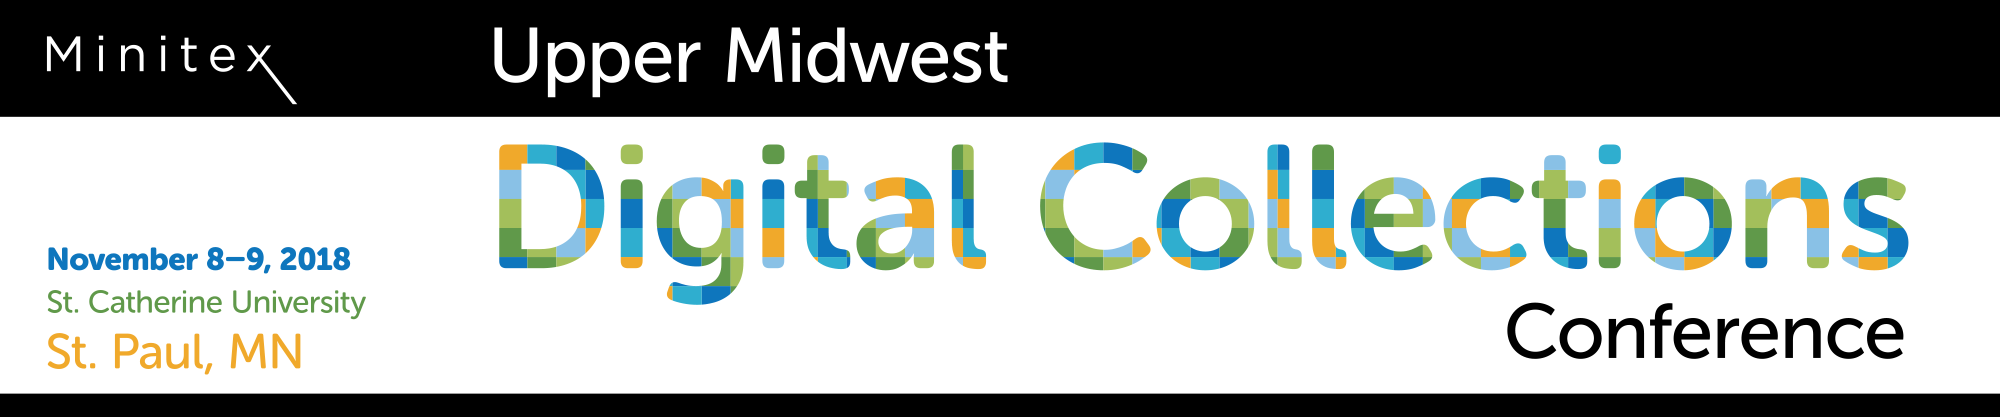 Minitex
Upper Midwest
Digital Collections
Conference
November 8–9, 2018
St. Catherine University
St. Paul, MN